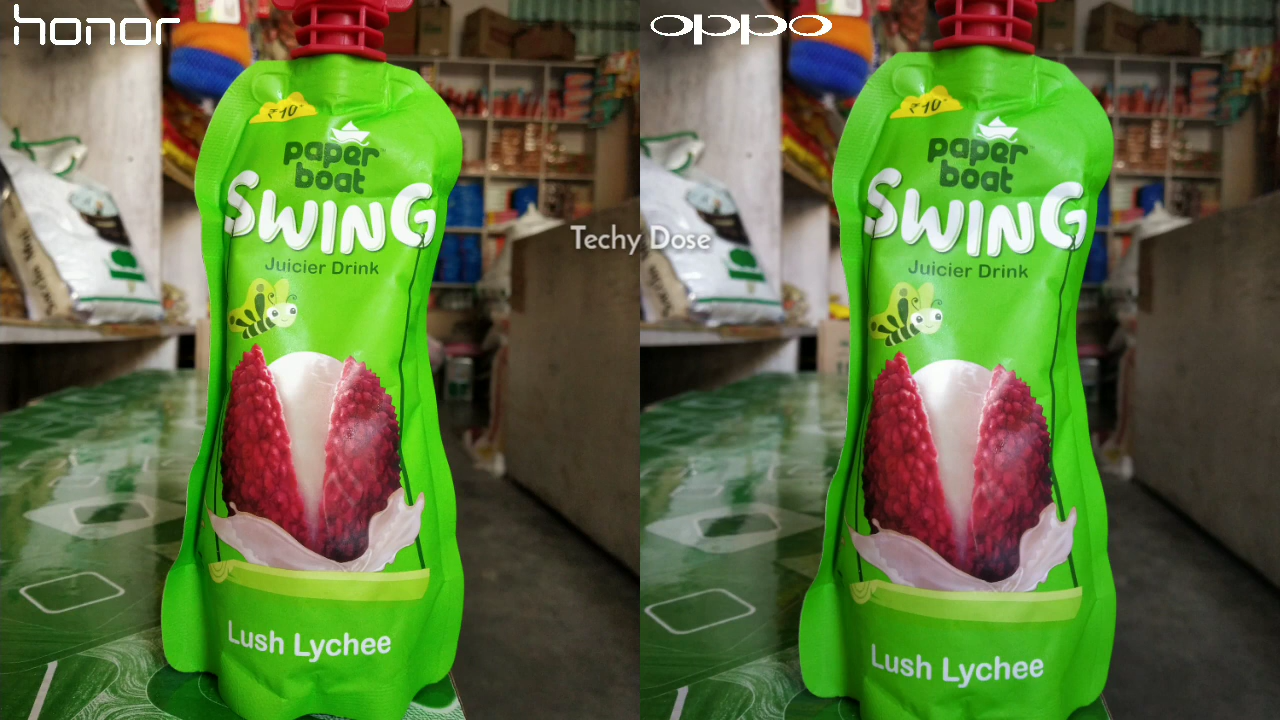 honor
₹10*
paper
boat
SWING
Juicier Drink
Lush Lychee
oppo
₹10*
paper
boat
SWING
Juicier Drink
Lush Lychee
Techy Dose